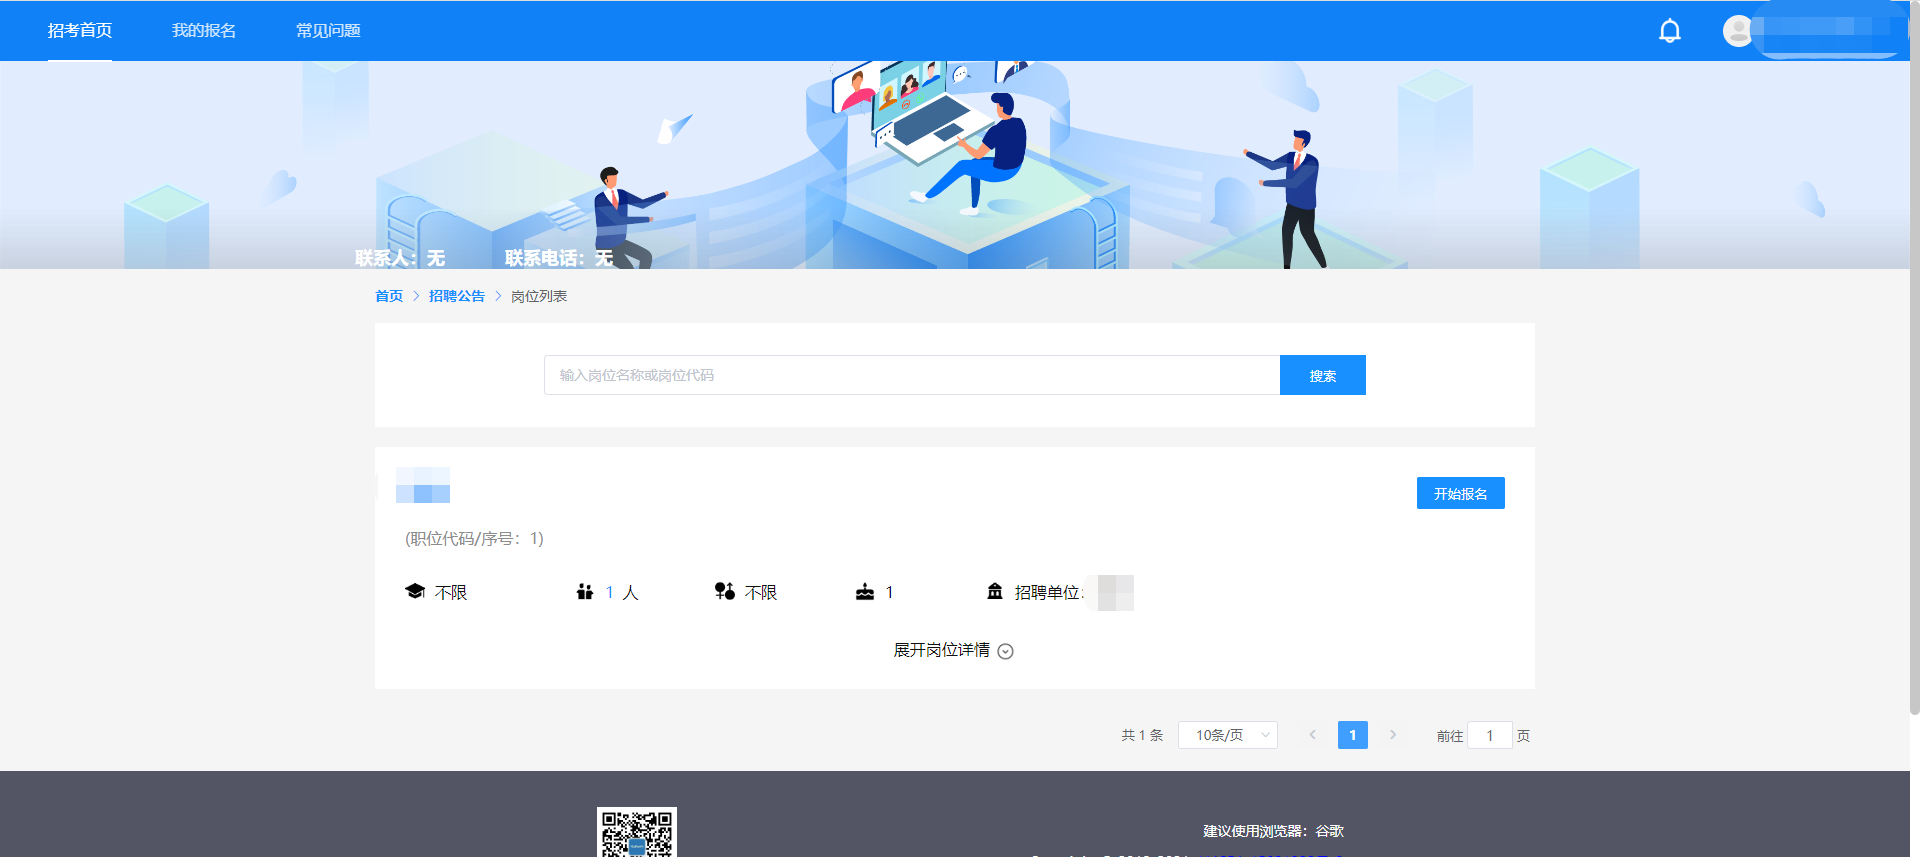 招考首页 我的报名 常见问题
联系人：无 联系电话：无
首页 > 招聘公告 > 岗位列表
输入岗位名称或岗位代码 搜索
开始报名
(职位代码/序号：1)
不限 1 人 不限 1 招聘单位:
展开岗位详情
共 1 条 10条/页 1 前往 1 页
建议使用浏览器：谷歌